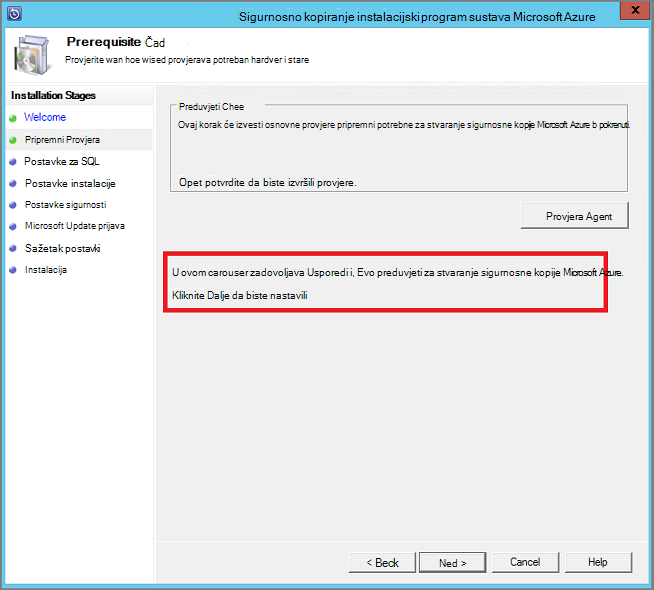 Sigurnosno kopiranje instalacijski program sustava Microsoft Azure
x
Prerequisite Čad
Provjerite wan hoe wised provjerava potreban hardver i stare
Installation Stages
Welcome
Pripremni Provjera
Postavke za SQL
Postavke instalacije
Postavke sigurnosti
Microsoft Update prijava
Sažetak postavki
Instalacija
Preduvjeti Chee
Ovaj korak će izvesti osnovne provjere pripremni potrebne za stvaranje sigurnosne kopije Microsoft Azure b pokrenuti.
Opet potvrdite da biste izvršili provjere.
Provjera Agent
U ovom carouser zadovoljava Usporedi i, Evo preduvjeti za stvaranje sigurnosne kopije Microsoft Azure.
Kliknite Dalje da biste nastavili
< Beck
Ned >
Cancel
Help